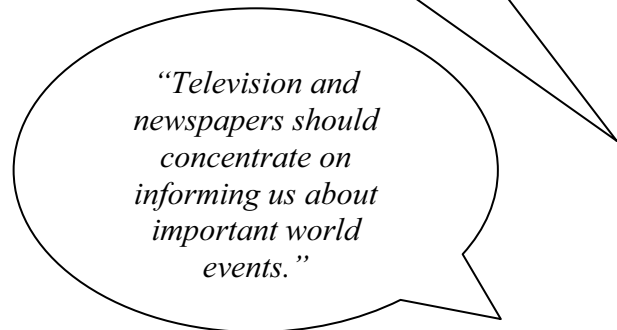 “Television and
newspapers should
concentrate on
informing us about
important world
events.”